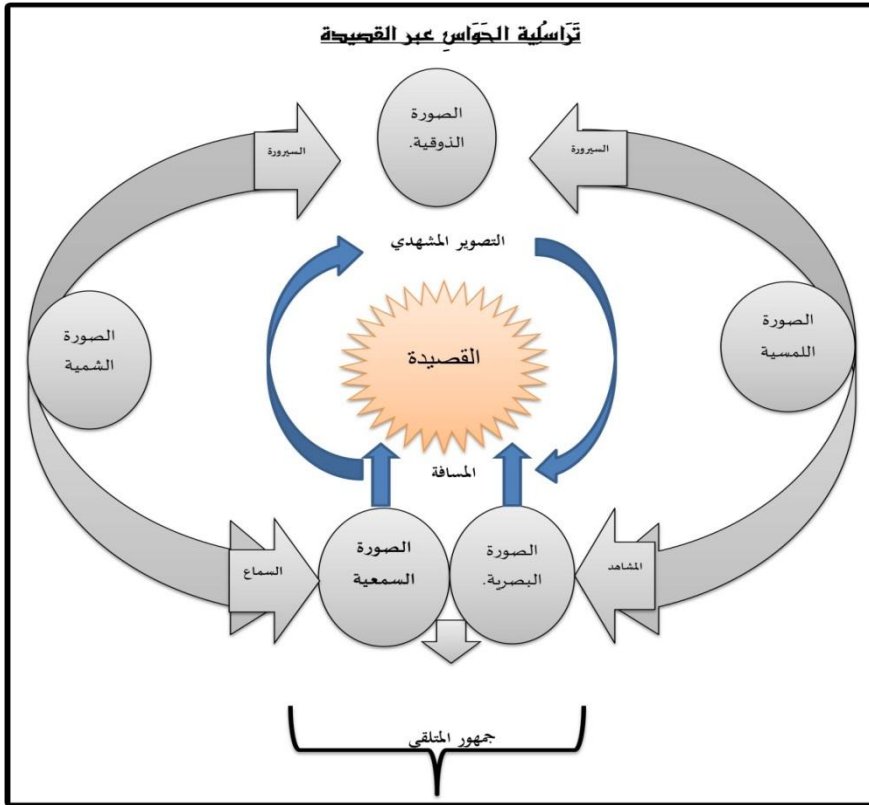 تَرَاسُلِية الحَوَاسِ عبر القصيدة
الصورة
الذوقية.
السيرورة
السيرورة
التصوير المشهدي
الصورة
اللمسية
الصورة
الشمية
القصيدة
المسافة
الصورة
البصرية.
الصورة
السمعية
المشاهد
السماع
جمهور المتلقي